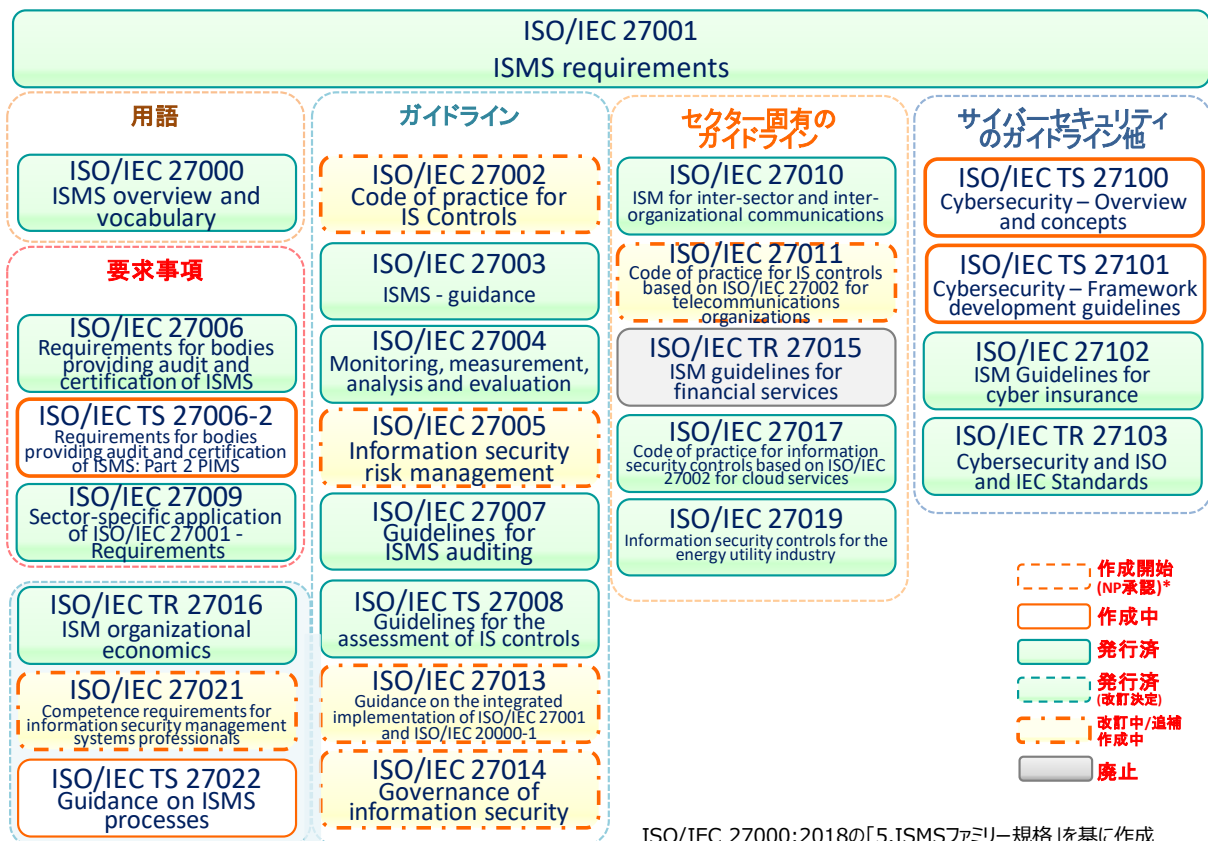 ISO/IEC 27001
ISMS requirements
用語
ISO/IEC 27000
ISMS overview and
vocabulary
要求事項
ISO/IEC 27006
Requirements for bodies
providing audit and
certification of ISMS
ISO/IEC TS 27006-2
Requirements for bodies
providing audit and certification
of ISMS: Part 2 PIMS
ISO/IEC 27009
Sector-specific application
of ISO/IEC 27001 -
Requirements
ISO/IEC TR 27016
ISM organizational
economics
ISO/IEC 27021
Competence requirements for
information security management
systems professionals
ISO/IEC TS 27022
Guidance on ISMS
processes
ガイドライン
ISO/IEC 27002
Code of practice for
IS Controls
ISO/IEC 27003
ISMS - guidance
ISO/IEC 27004
Monitoring, measurement,
analysis and evaluation
ISO/IEC 27005
Information security
risk management
ISO/IEC 27007
Guidelines for
ISMS auditing
ISO/IEC TS 27008
Guidelines for the
assessment of IS controls
ISO/IEC 27013
Guidance on the integrated
implementation of ISO/IEC 27001
and ISO/IEC 20000-1
ISO/IEC 27014
Governance of
information security
セクター固有の
ガイドライン
ISO/IEC 27010
ISM for inter-sector and inter-
organizational communications
ISO/IEC 27011
Code of practice for IS controls
based on ISO/IEC 27002 for
telecommunications
organizations
ISO/IEC TR 27015
ISM guidelines for
financial services
ISO/IEC 27017
Code of practice for information
security controls based on ISO/IEC
27002 for cloud services
ISO/IEC 27019
Information security controls for the
energy utility industry
サイバーセキュリティ
のガイドライン他
ISO/IEC TS 27100
Cybersecurity – Overview
and concepts
ISO/IEC TS 27101
Cybersecurity – Framework
development guidelines
ISO/IEC 27102
ISM Guidelines for
cyber insurance
ISO/IEC TR 27103
Cybersecurity and ISO
and IEC Standards
作成開始
(NP承認)*
作成中
発行済
発行済
(改訂決定)
改訂中/追補
作成中
廃止
ISO/IEC 27000:2018の「5.ISMSファミリー規格」を基に作成